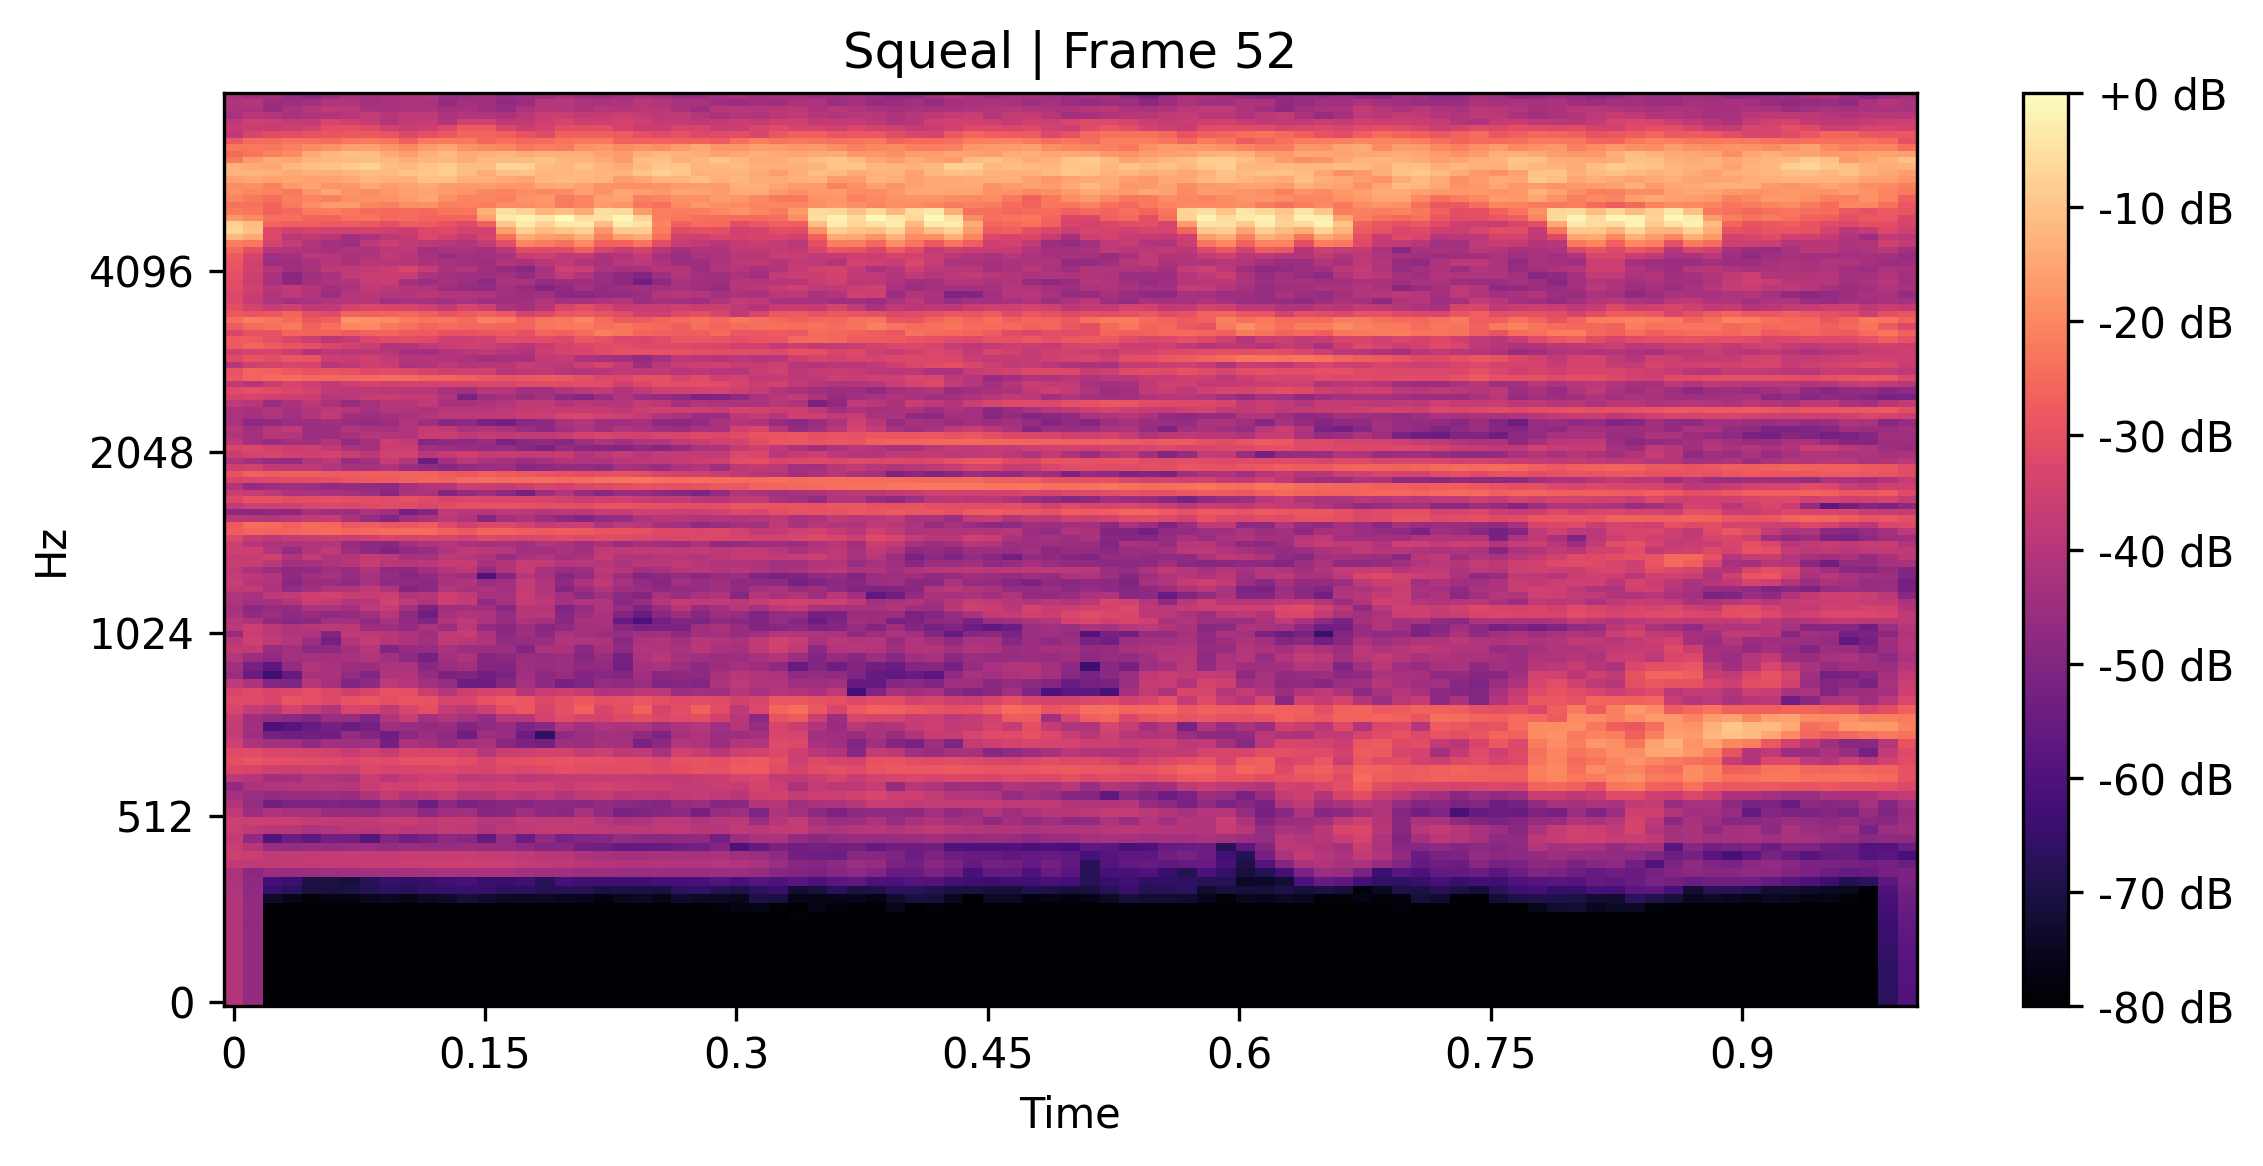 Squeal | Frame 52
+0 dB
-10 dB
-20 dB
-30 dB
-40 dB
-50 dB
-60 dB
-70 dB
-80 dB
Hz
4096
2048
1024
512
0
0 0.15 0.3 0.45 0.6 0.75 0.9
Time